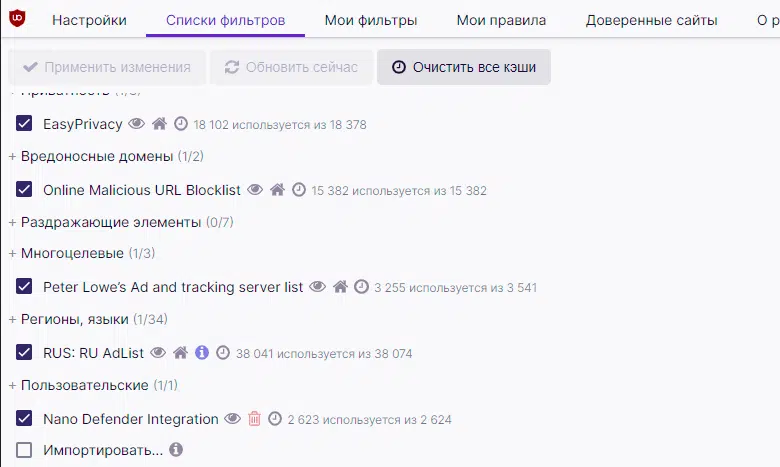 Настройки Списки фильтров Мои фильтры Мои правила Доверенные сайты О р
Применить изменения Обновить сейчас Очистить все кэши
EasyPrivacy 18 102 используется из 18 378
+ Вредоносные домены (1/2)
Online Malicious URL Blocklist 15 382 используется из 15 382
+ Раздражающие элементы (0/7)
+ Многоцелевые (1/3)
Peter Lowe's Ad and tracking server list 3 255 используется из 3 541
+ Регионы, языки (1/34)
RUS: RU AdList 38 041 используется из 38 074
+ Пользовательские (1/1)
Nano Defender Integration 2 623 используется из 2 624
Импортировать...